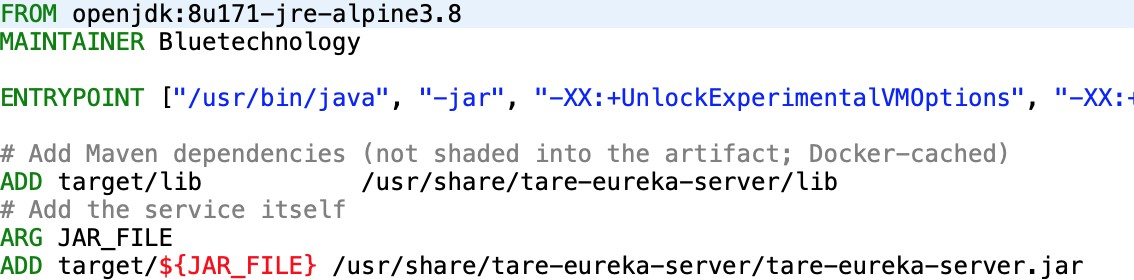 FROM openjdk:8u171-jre-alpine3.8
MAINTAINER Bluetechnology
ENTRYPOINT ["/usr/bin/java", "-jar", "-XX:+UnlockExperimentalVMOptions", "-XX:+
# Add Maven dependencies (not shaded into the artifact; Docker-cached)
ADD target/lib           /usr/share/tare-eureka-server/lib
# Add the service itself
ARG JAR_FILE
ADD target/${JAR_FILE} /usr/share/tare-eureka-server/tare-eureka-server.jar